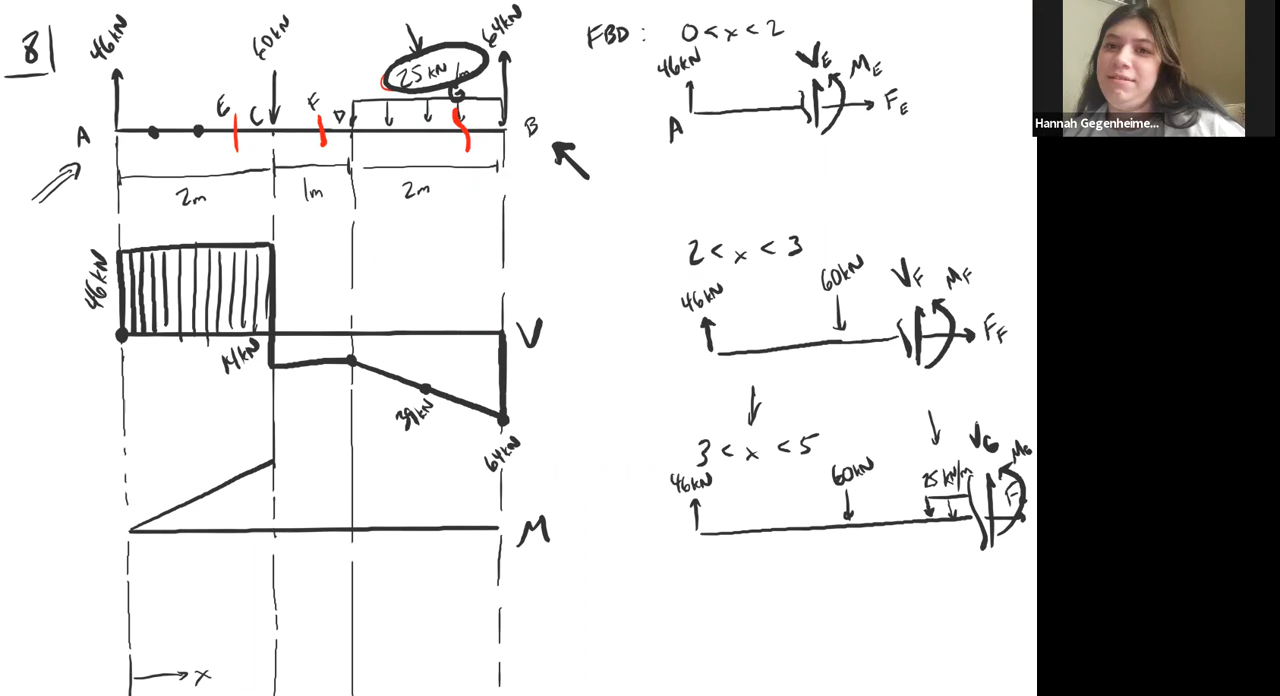 8
46kN
60kN
25 kN/m
64kN
A
E
C
F
D
G
B
2m
1m
2m
46kN
V
14kN
39kN
64kN
M
x
FBD: 0 < x < 2
46kN
A
VE
ME
FE
2 < x < 3
46kN
60kN
VF
MF
FF
3 < x < 5
46kN
60kN
25 kN/m
VG
MG
F
Hannah Gegenheime...